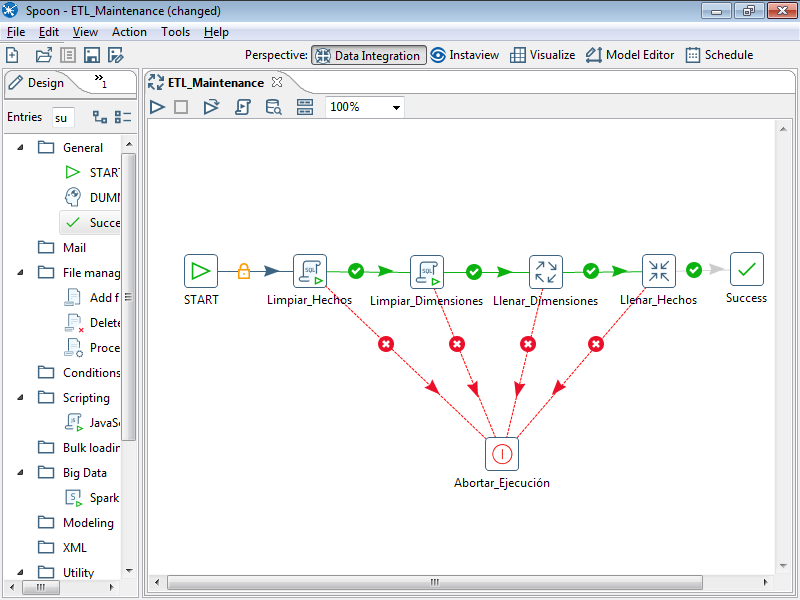 Spoon - ETL_Maintenance (changed)
File Edit View Action Tools Help
Perspective: Data Integration Instaview Visualize Model Editor Schedule
Design »1
ETL_Maintenance
Entries su
100%
General
START
DUMM
Succe
Mail
File manag
Add f
Delete
Proce
Conditions
Scripting
JavaSc
Bulk loadin
Big Data
Spark
Modeling
XML
Utility
SQL SQL
START Limpiar_Hechos Limpiar_Dimensiones Llenar_Dimensiones Llenar_Hechos Success
Abortar_Ejecución